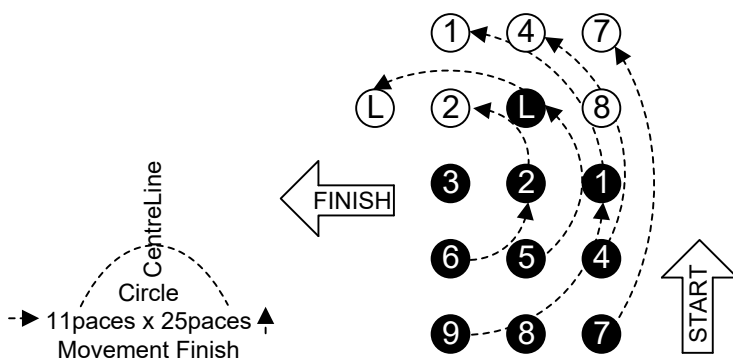 1 4 7
L 2 L 8
3 2 1
FINISH
6 5 4
9 8 7
START
CentreLine
Circle
11paces x 25paces
Movement Finish